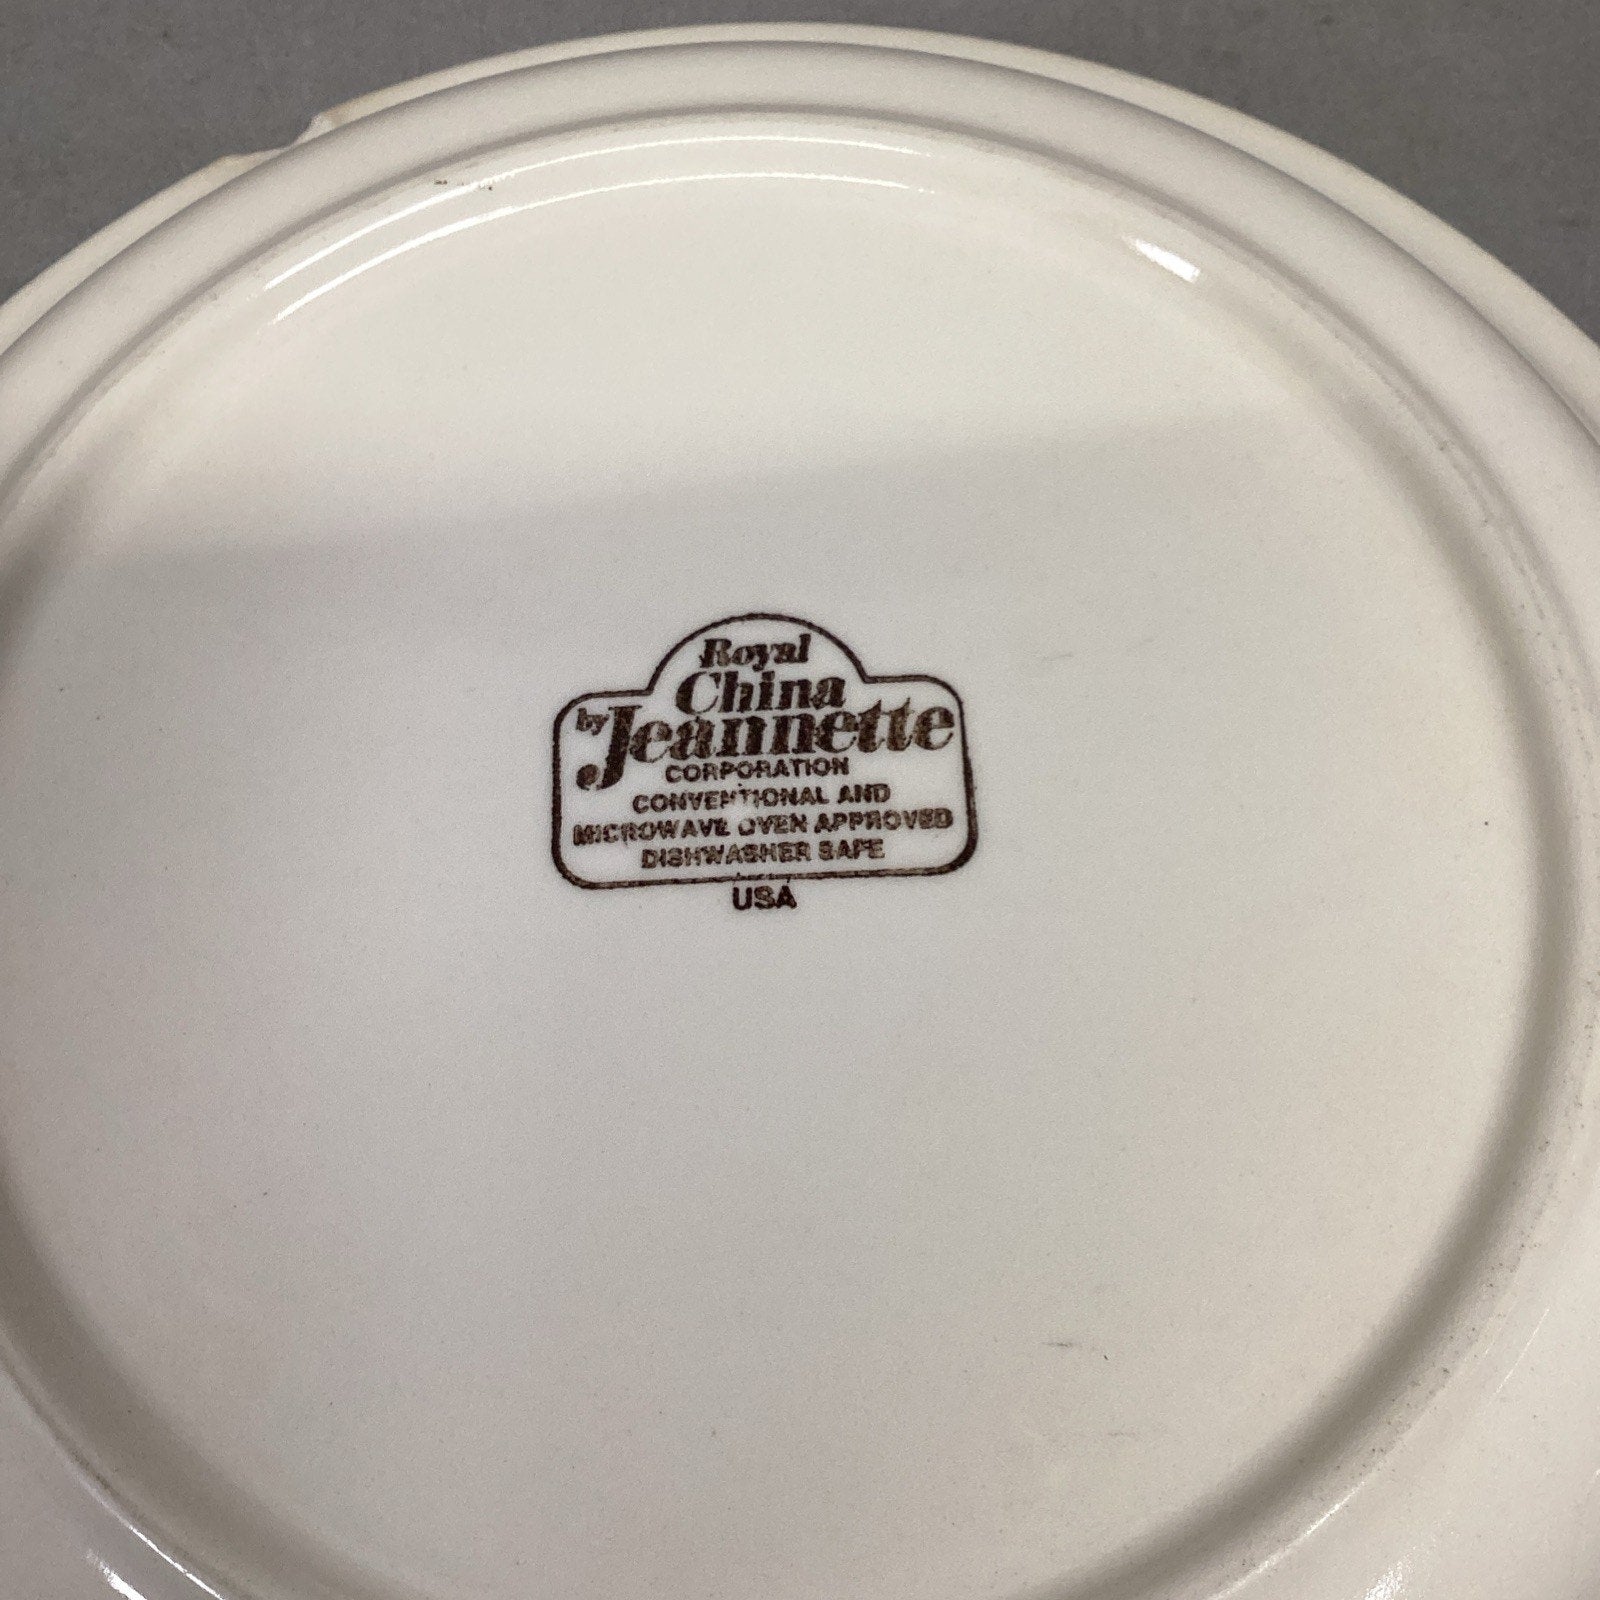 Royal
China
by Jeannette
CORPORATION
CONVENTIONAL AND
MICROWAVE OVEN APPROVED
DISHWASHER SAFE
USA